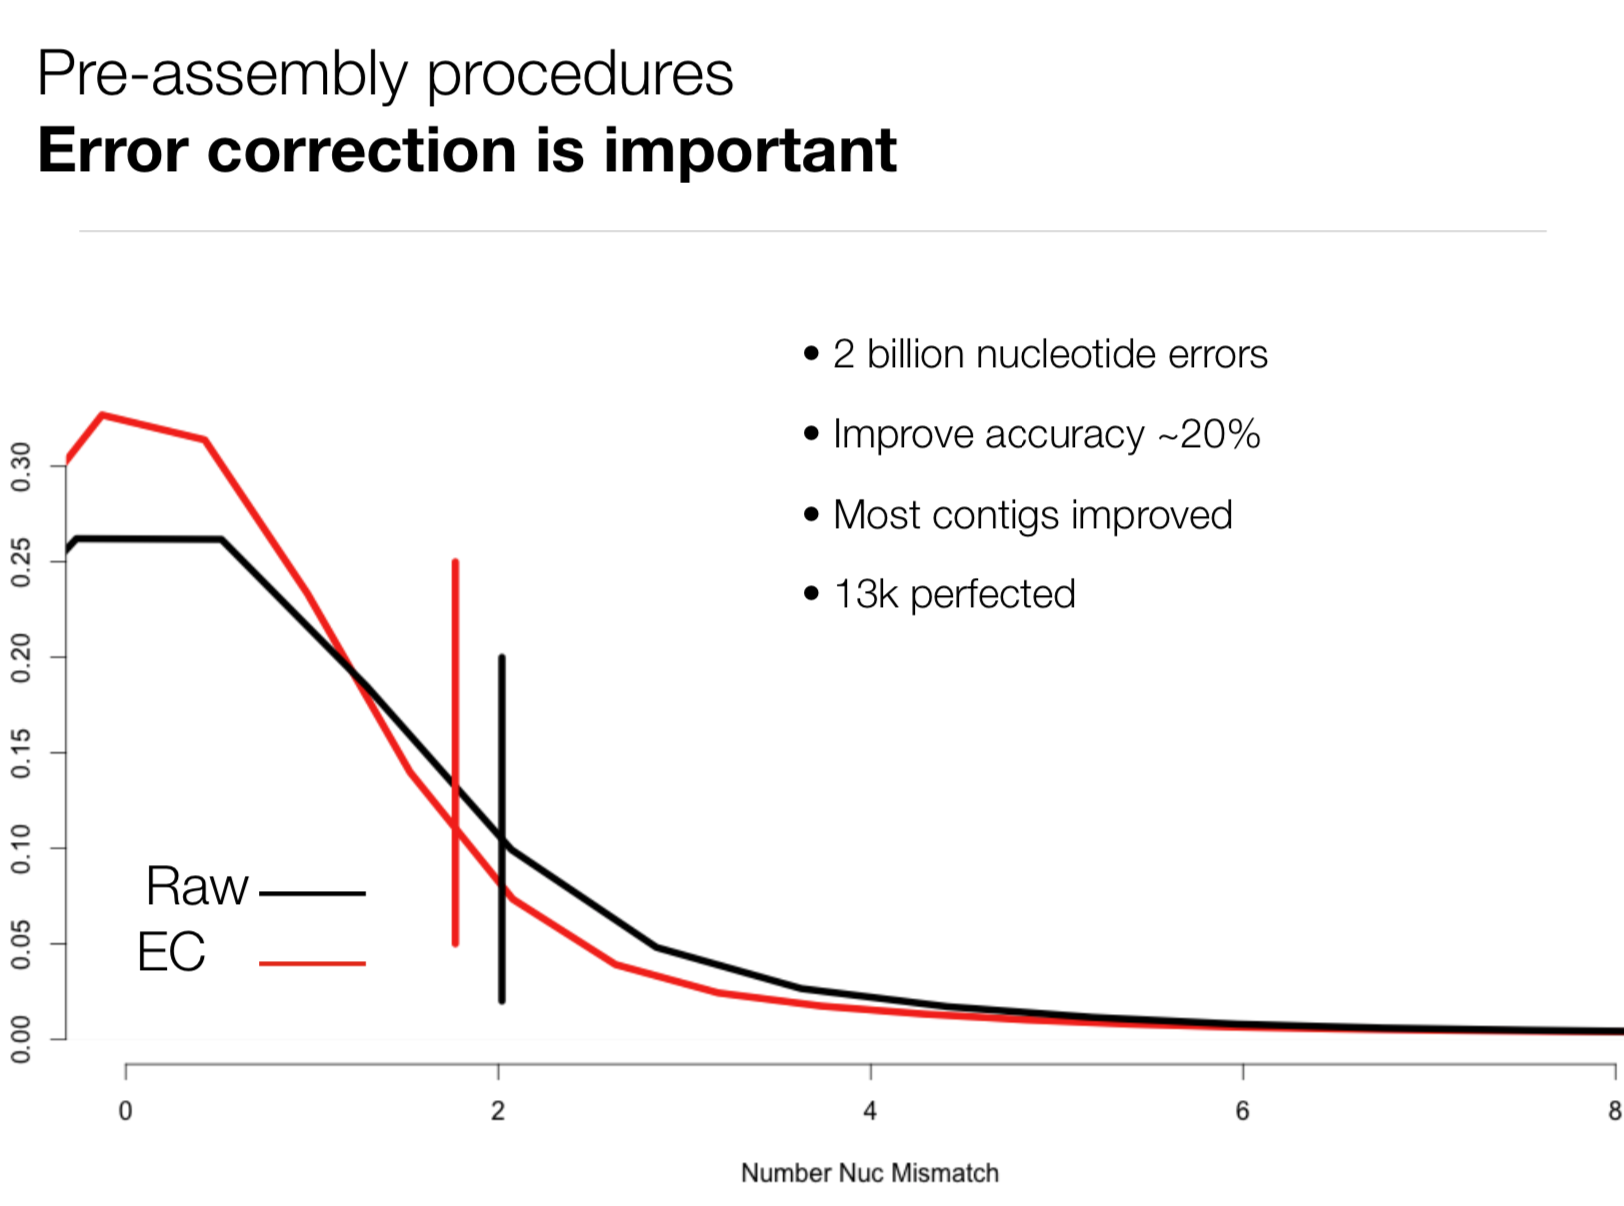 Pre-assembly procedures
Error correction is important
• 2 billion nucleotide errors
• Improve accuracy ~20%
• Most contigs improved
• 13k perfected
0.30
0.25
0.20
0.15
0.10
0.05
0.00
Raw
EC
0 2 4 6 8
Number Nuc Mismatch